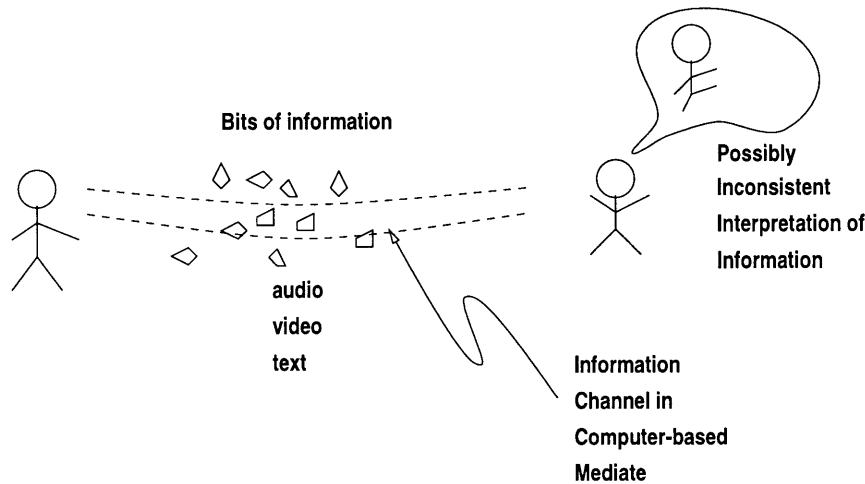 Bits of information
Possibly
Inconsistent
Interpretation of
Information
audio
video
text
Information
Channel in
Computer-based
Mediate